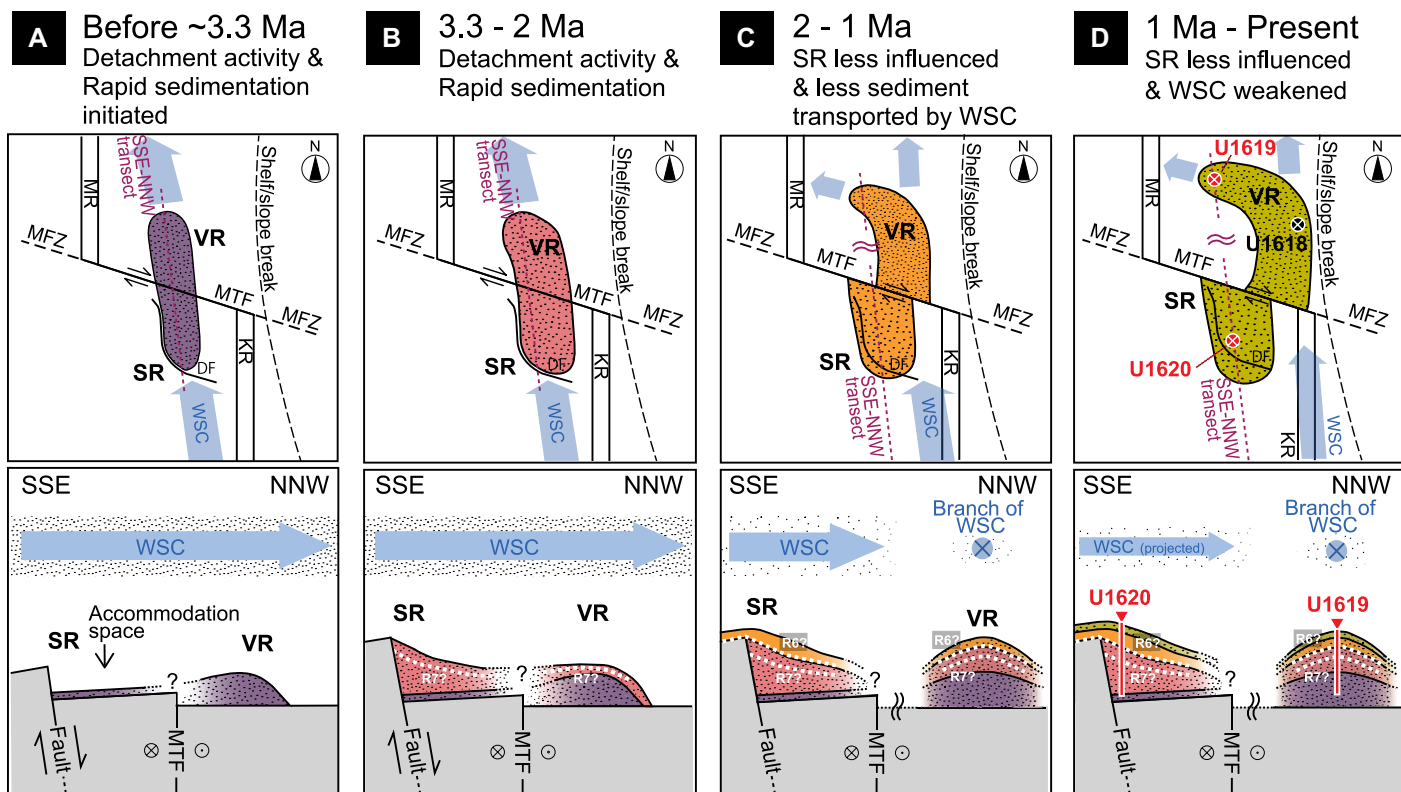 A
Before ~3.3 Ma
Detachment activity &
Rapid sedimentation
initiated
B
3.3 - 2 Ma
Detachment activity &
Rapid sedimentation
C
2 - 1 Ma
SR less influenced
& less sediment
transported by WSC
D
1 Ma - Present
SR less influenced
& WSC weakened
N
SSE-NNW
transect
Shelf/slope break
MR
VR
MFZ
MTF
MFZ
KR
SR
DF
WSC
N
SSE-NNW
transect
Shelf/slope break
MR
VR
MFZ
MTF
MFZ
KR
SR
DF
WSC
N
Shelf/slope break
MR
VR
MFZ
MTF
MFZ
KR
SR
DF
SSE-NNW
transect
WSC
N
U1619
Shelf/slope break
MR
VR
U1618
MFZ
MTF
MFZ
SR
DF
U1620
SSE-NNW
transect
KR
WSC
SSE
NNW
WSC
Accommodation
space
SR
VR
?
Fault
MTF
SSE
NNW
WSC
SR
VR
R7?
?
R7?
Fault
MTF
SSE
NNW
Branch of
WSC
WSC
SR
VR
R6?
R6?
R7?
?
R7?
Fault
MTF
SSE
NNW
Branch of
WSC
WSC (projected)
U1620
U1619
R6?
R6?
R7?
?
R7?
Fault
MTF